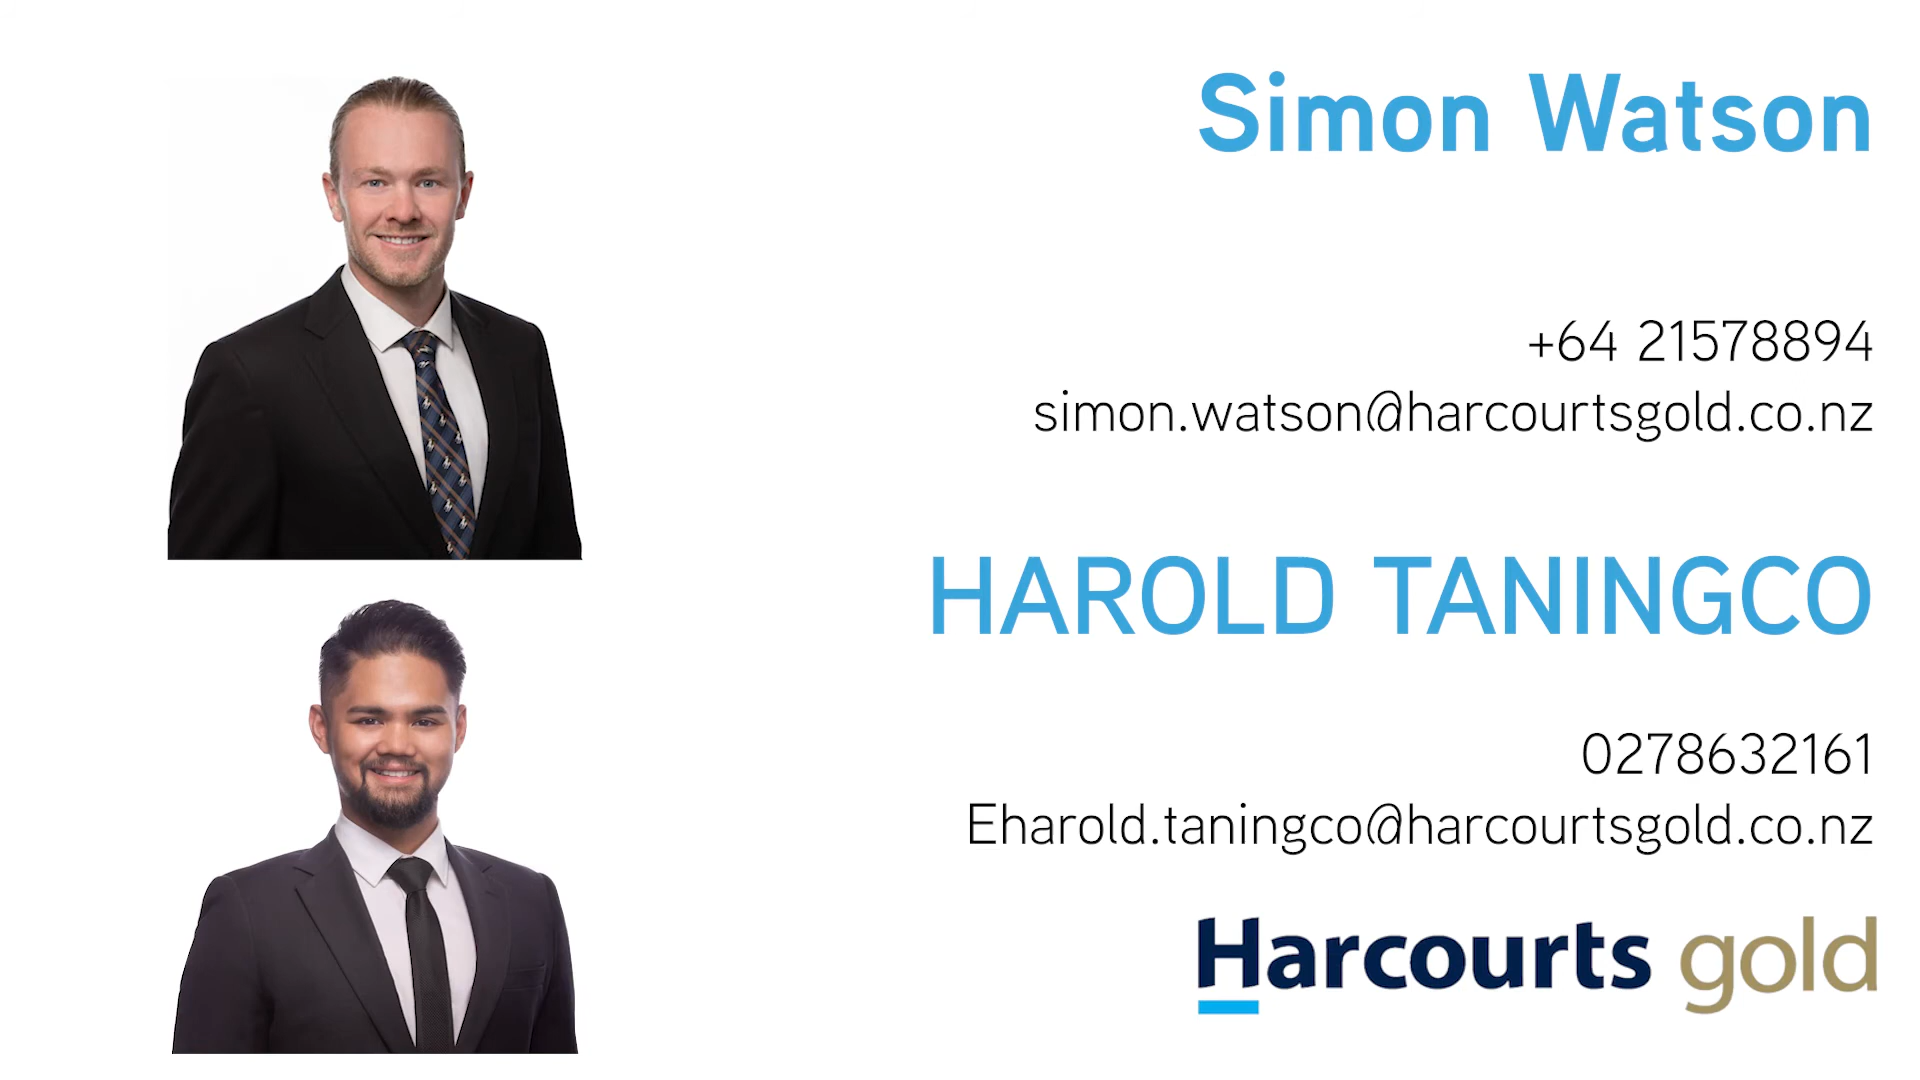 Simon Watson
+64 21578894
simon.watson@harcourtsgold.co.nz
HAROLD TANINGCO
0278632161
Eharold.taningco@harcourtsgold.co.nz
Harcourts gold